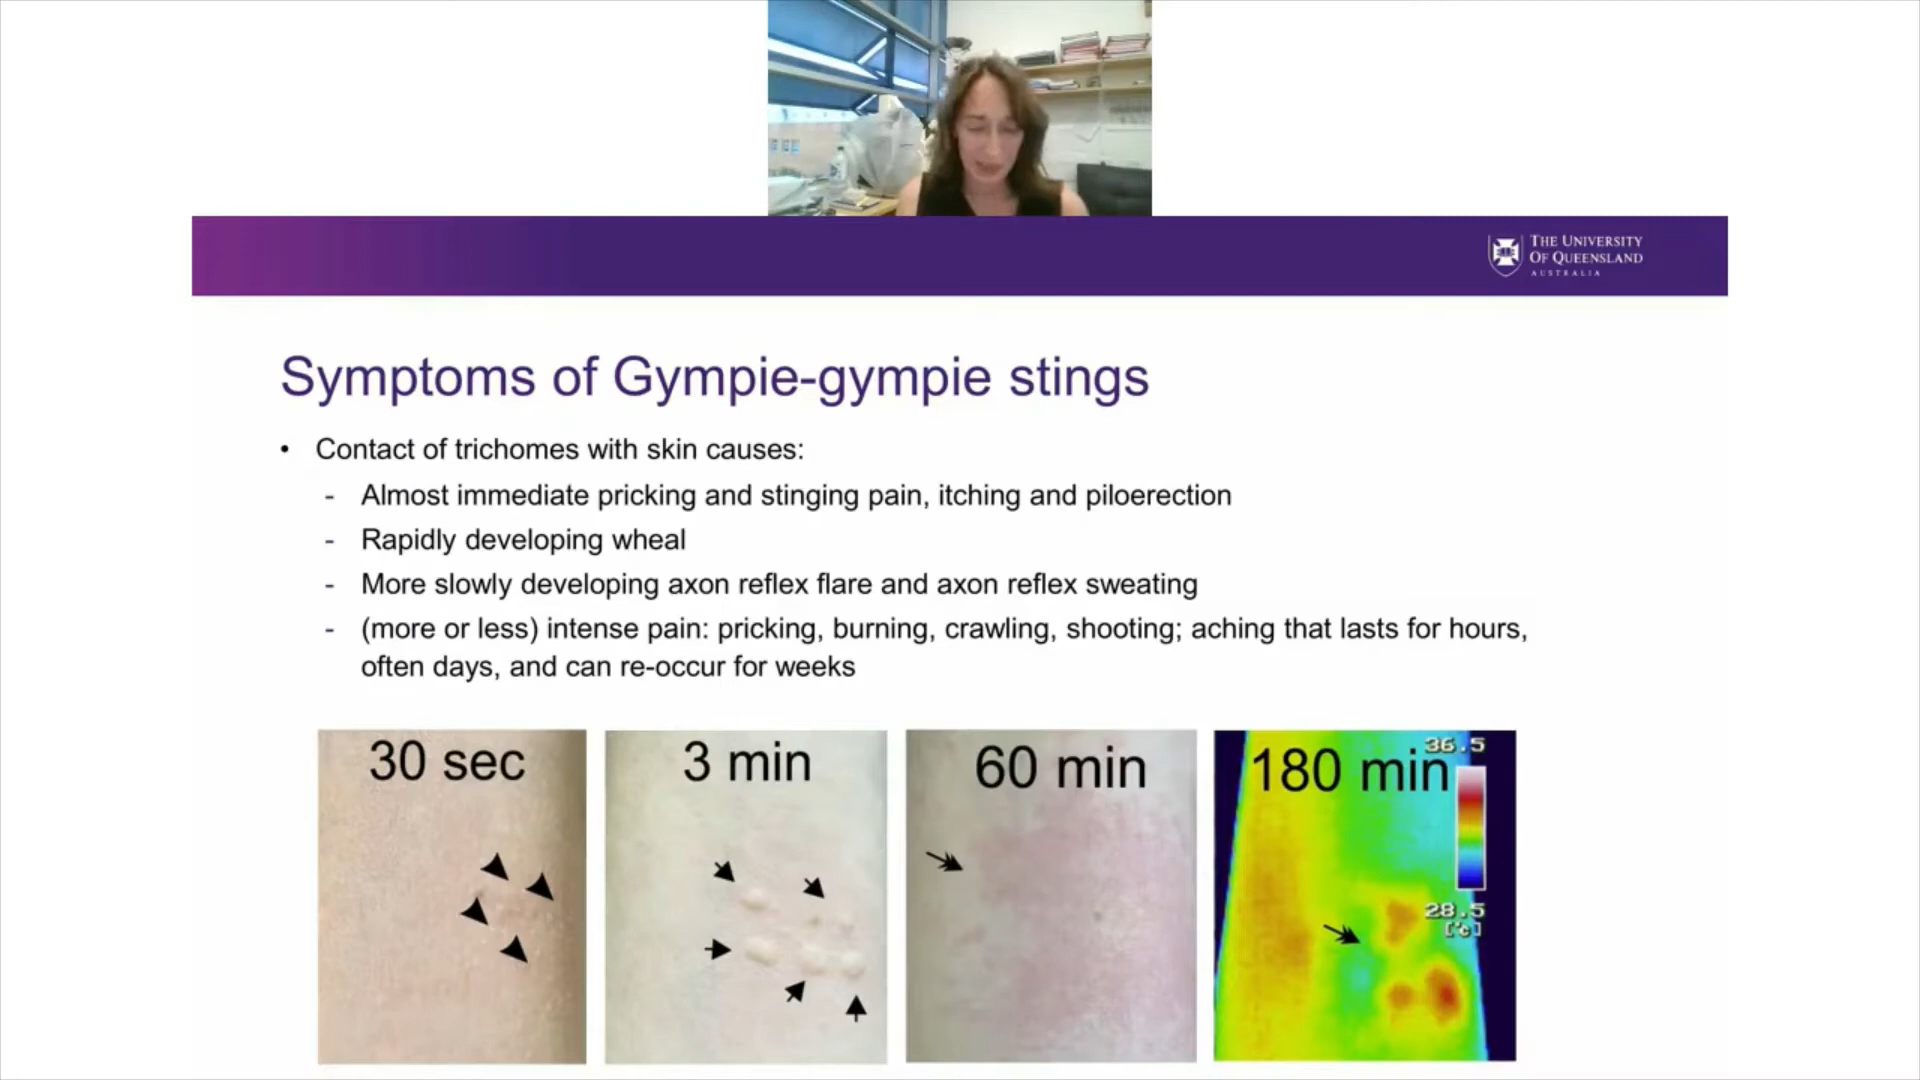 THE UNIVERSITY
OF QUEENSLAND
AUSTRALIA
Symptoms of Gympie-gympie stings
• Contact of trichomes with skin causes:
- Almost immediate pricking and stinging pain, itching and piloerection
- Rapidly developing wheal
- More slowly developing axon reflex flare and axon reflex sweating
- (more or less) intense pain: pricking, burning, crawling, shooting; aching that lasts for hours,
often days, and can re-occur for weeks
30 sec
3 min
60 min
180 min
36.5
28.5
[°C]